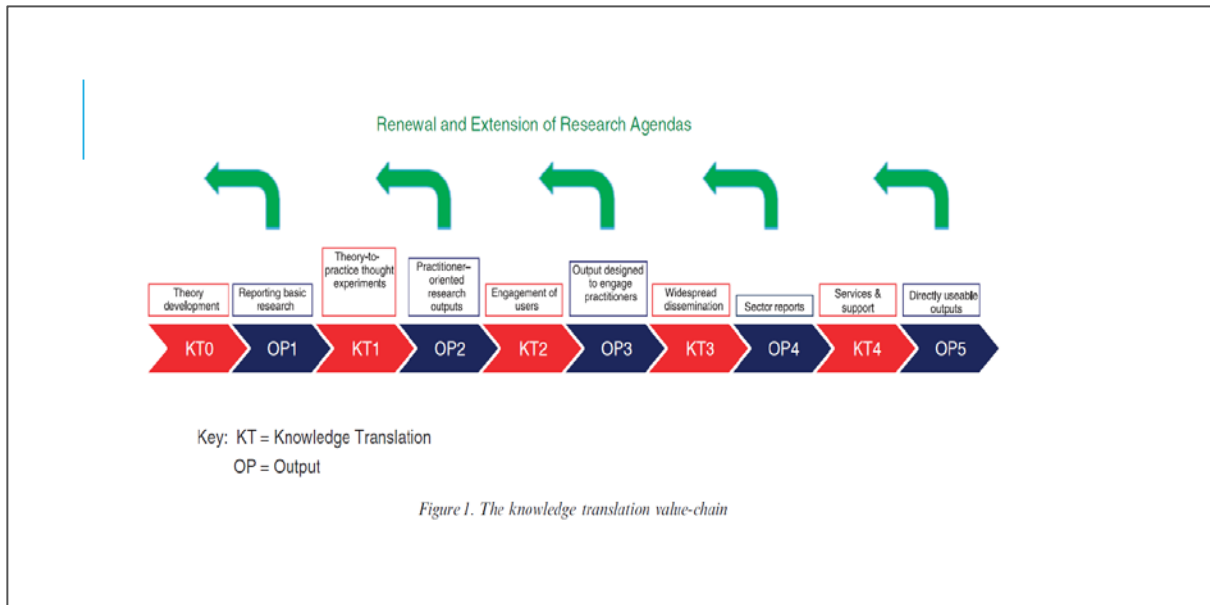 Renewal and Extension of Research Agendas
Theory
development
Reporting basic
research
Theory-to-
practice thought
experiments
Practitioner–
oriented
research
outputs
Engagement of
users
Output designed
to engage
practitioners
Widespread
dissemination
Sector reports
Services &
support
Directly useable
outputs
KT0
OP1
KT1
OP2
KT2
OP3
KT3
OP4
KT4
OP5
Key: KT = Knowledge Translation
OP = Output
Figure 1. The knowledge translation value-chain